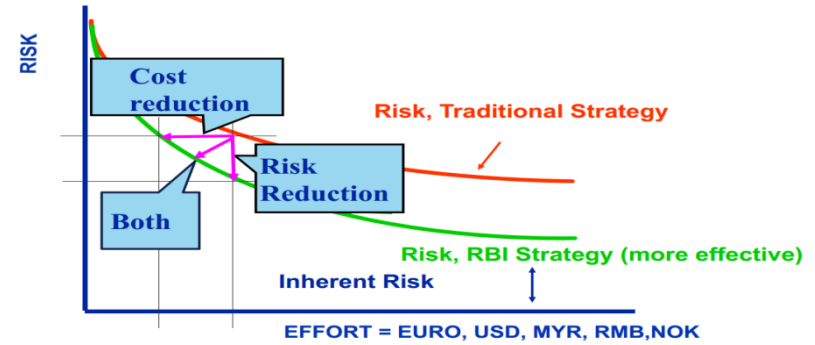 RISK
Cost
reduction
Risk, Traditional Strategy
Risk
Reduction
Both
Risk, RBI Strategy (more effective)
Inherent Risk
EFFORT = EURO, USD, MYR, RMB,NOK